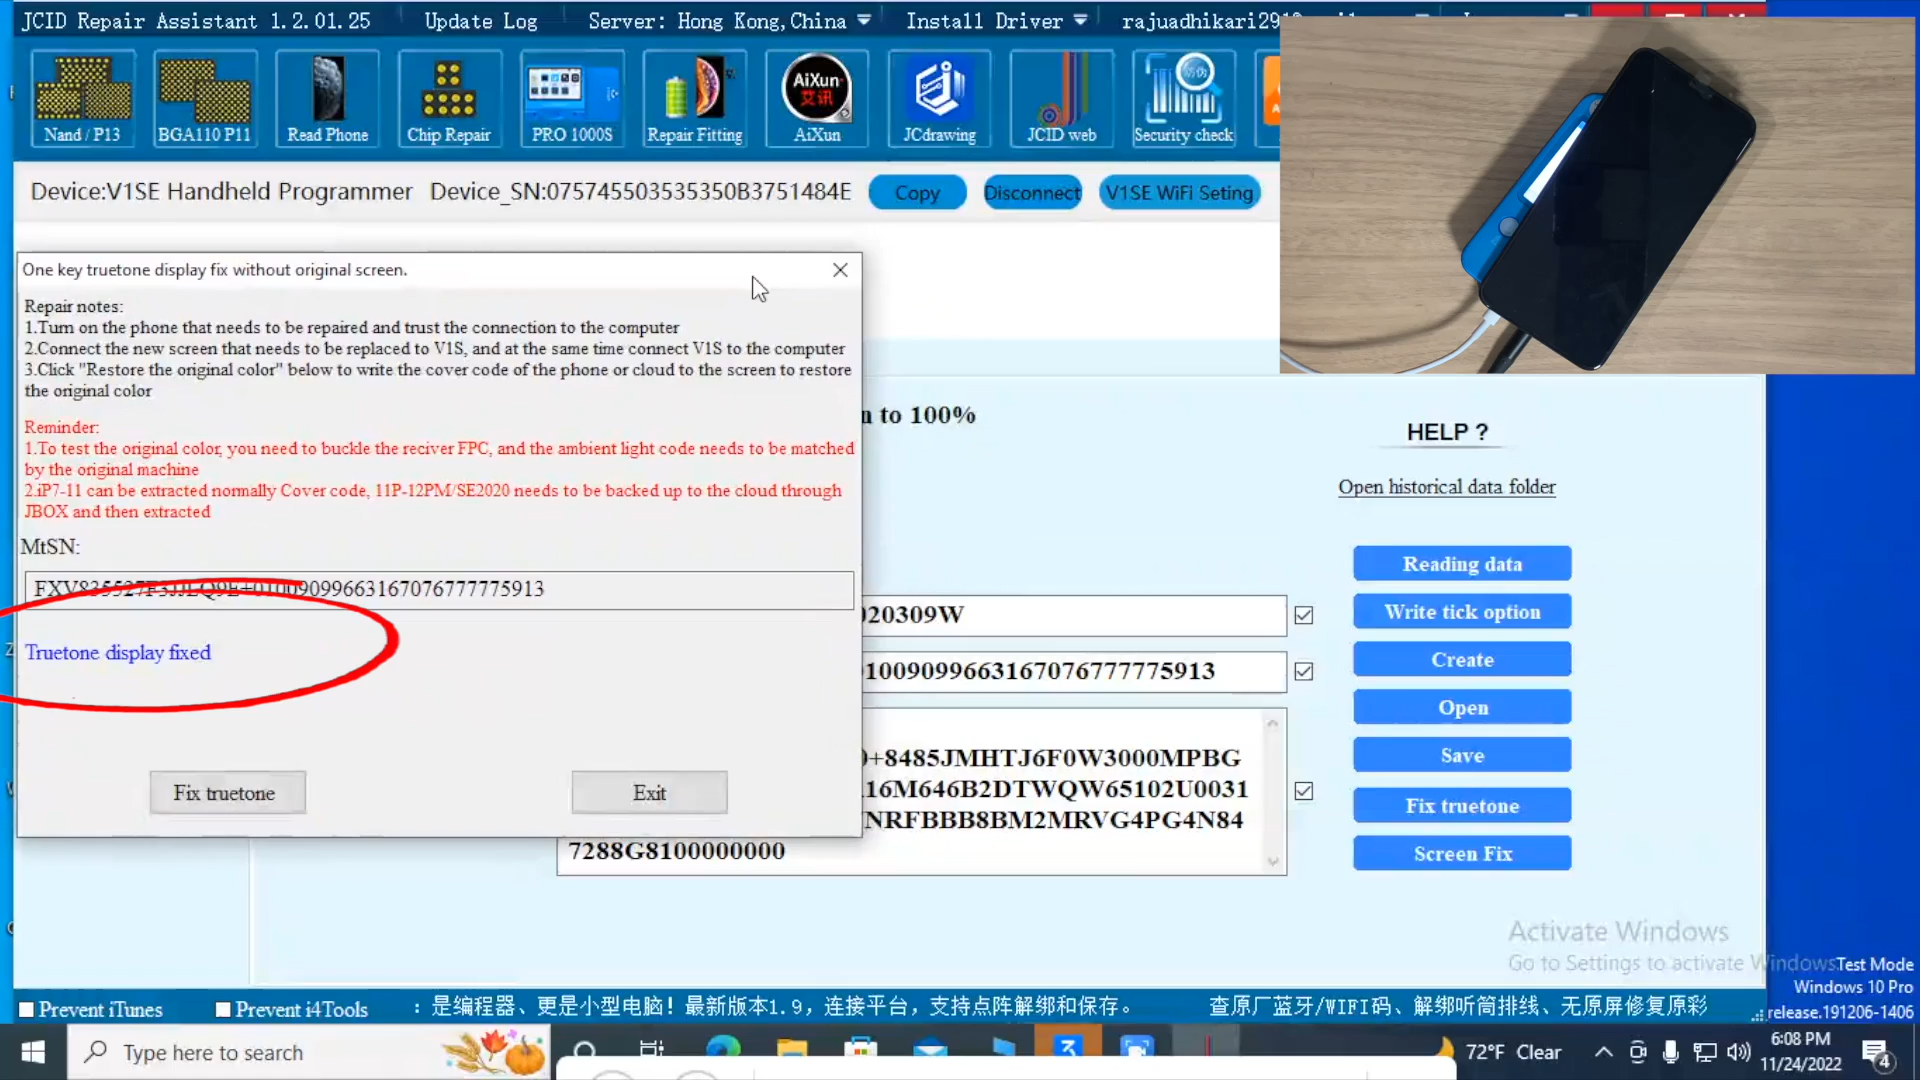 JCID Repair Assistant 1.2.01.25 Update Log Server: Hong Kong,China Install Driver
Nand / P13 BGA110 P11 Read Phone Chip Repair PRO 1000S Repair Fitting AiXun 艾讯 AiXun JCdrawing JCID web Security check
Device:V1SE Handheld Programmer Device_SN:075745503535350B3751484E Copy Disconnect V1SE WiFi Seting
One key truetone display fix without original screen.
Repair notes:
1.Turn on the phone that needs to be repaired and trust the connection to the computer
2.Connect the new screen that needs to be replaced to V1S, and at the same time connect V1S to the computer
3.Click "Restore the original color" below to write the cover code of the phone or cloud to the screen to restore
the original color
Reminder:
1.To test the original color, you need to buckle the reciver FPC, and the ambient light code needs to be matched
by the original machine
2.iP7-11 can be extracted normally Cover code, 11P-12PM/SE2020 needs to be backed up to the cloud through
JBOX and then extracted
MtSN:
FXV835527F3JJLQ9E+01009099663167076777775913
Truetone display fixed
Fix truetone Exit
to 100%
020309W
1009099663167076777775913
+8485JMHTJ6F0W3000MPBG
16M646B2DTWQW65102U0031
NRFBBB8BM2MRVG4PG4N84
7288G8100000000
HELP ?
Open historical data folder
Reading data
Write tick option
Create
Open
Save
Fix truetone
Screen Fix
Activate Windows
Go to Settings to activate Windows.
Test Mode
Windows 10 Pro
release.191206-1406
Prevent iTunes Prevent i4Tools : 是编程器、更是小型电脑！最新版本1.9，连接平台，支持点阵解绑和保存。 查原厂蓝牙/WIFI码、解绑听筒排线、无原屏修复原彩
Type here to search 72°F Clear 6:08 PM
11/24/2022 4